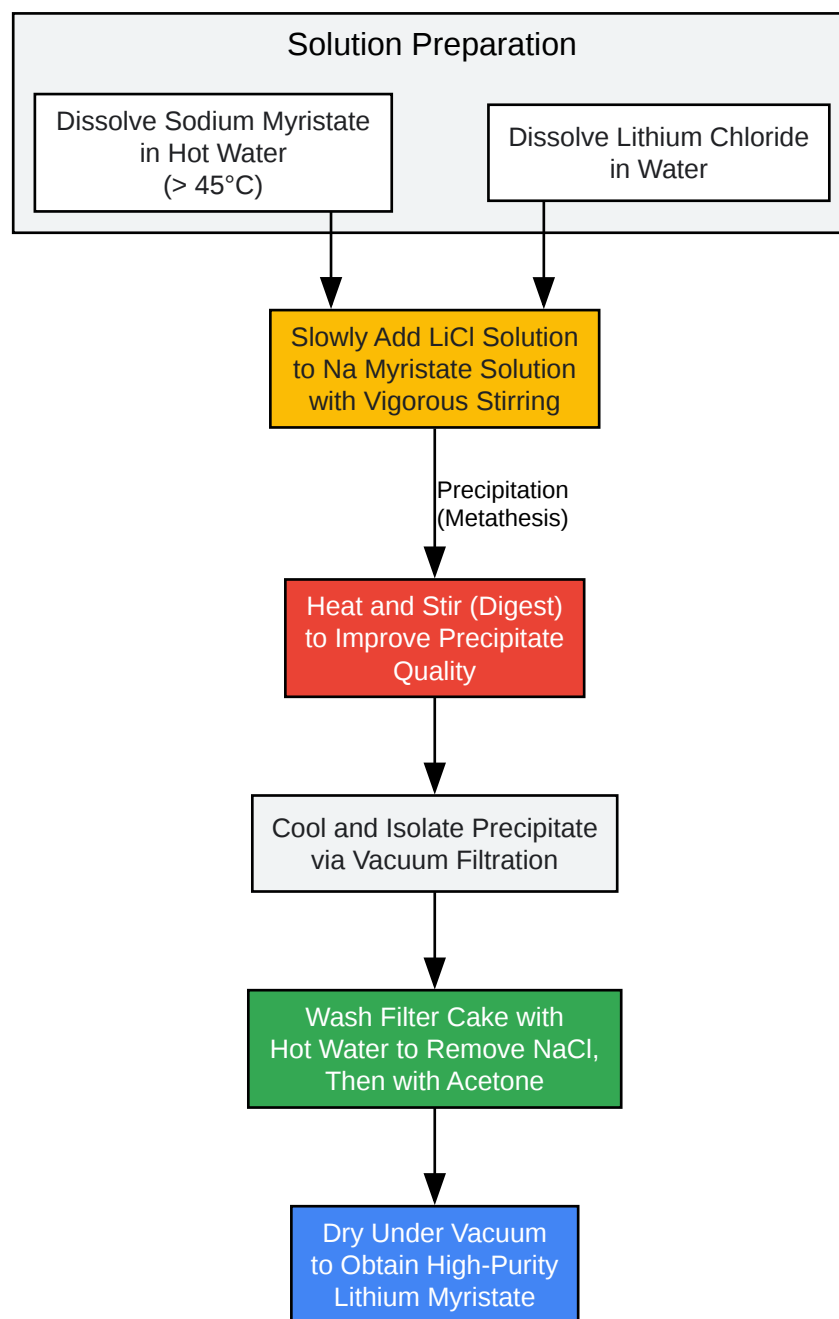 Solution Preparation
Dissolve Sodium Myristate
in Hot Water
(> 45°C)
Dissolve Lithium Chloride
in Water
Slowly Add LiCl Solution
to Na Myristate Solution
with Vigorous Stirring
Precipitation
(Metathesis)
Heat and Stir (Digest)
to Improve Precipitate
Quality
Cool and Isolate Precipitate
via Vacuum Filtration
Wash Filter Cake with
Hot Water to Remove NaCl,
Then with Acetone
Dry Under Vacuum
to Obtain High-Purity
Lithium Myristate